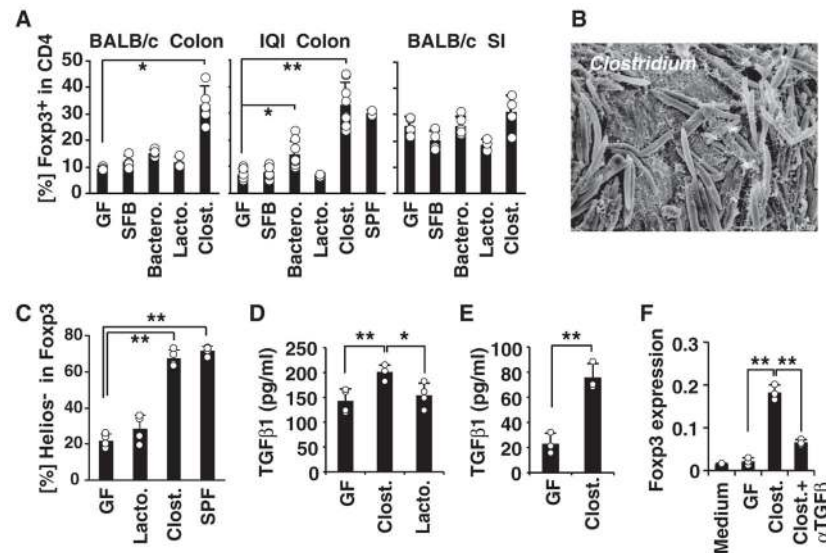 A
BALB/c Colon
IQI Colon
BALB/c SI
B
[%] Foxp3+ in CD4
50
40
30
20
10
0
*
**
*
GF
SFB
Bactero.
Lacto.
Clost.
GF
SFB
Bactero.
Lacto.
Clost.
SPF
GF
SFB
Bactero.
Lacto.
Clost.
Clostridium
C
[%] Helios- in Foxp3
80
60
40
20
0
**
**
GF
Lacto.
Clost.
SPF
D
TGFβ1 (pg/ml)
250
200
150
100
50
0
**
*
GF
Clost.
Lacto.
E
TGFβ1 (pg/ml)
80
60
40
20
0
**
GF
Clost.
F
Foxp3 expression
0.3
0.2
0.1
0
**
**
Medium
GF
Clost.
Clost.+
αTGFβ